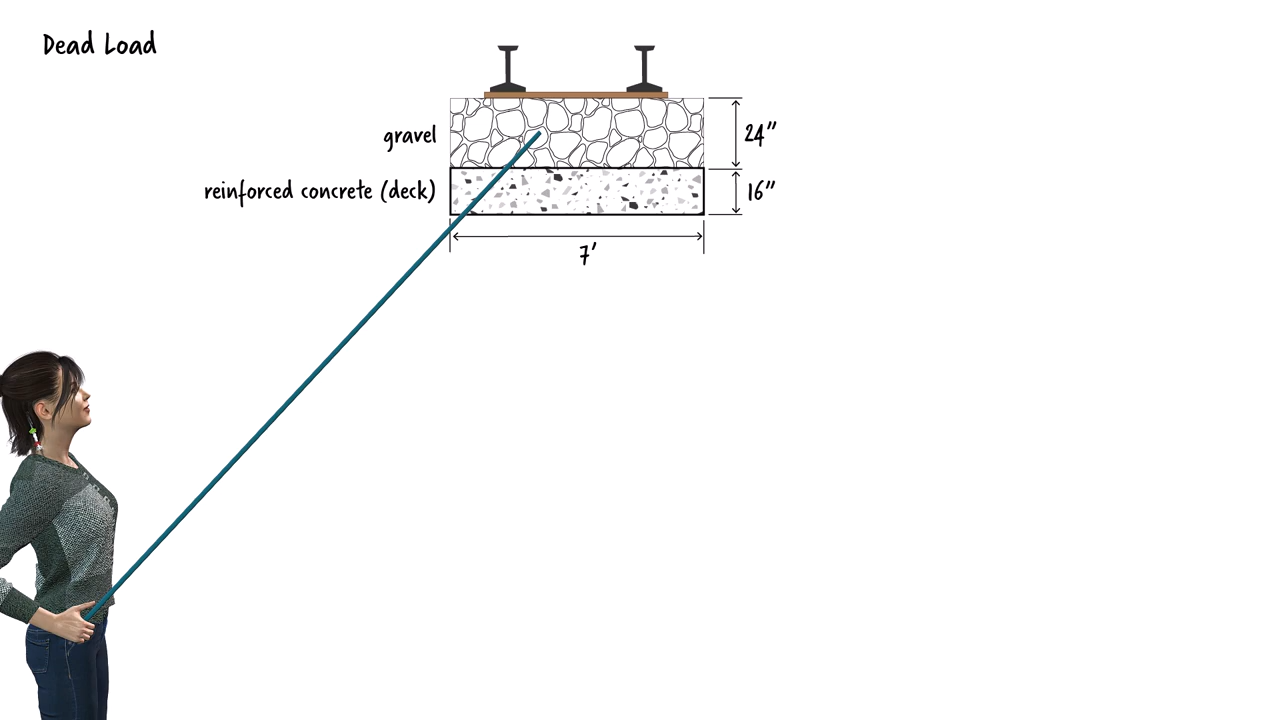 Dead Load
gravel
24"
reinforced concrete (deck)
16"
7'